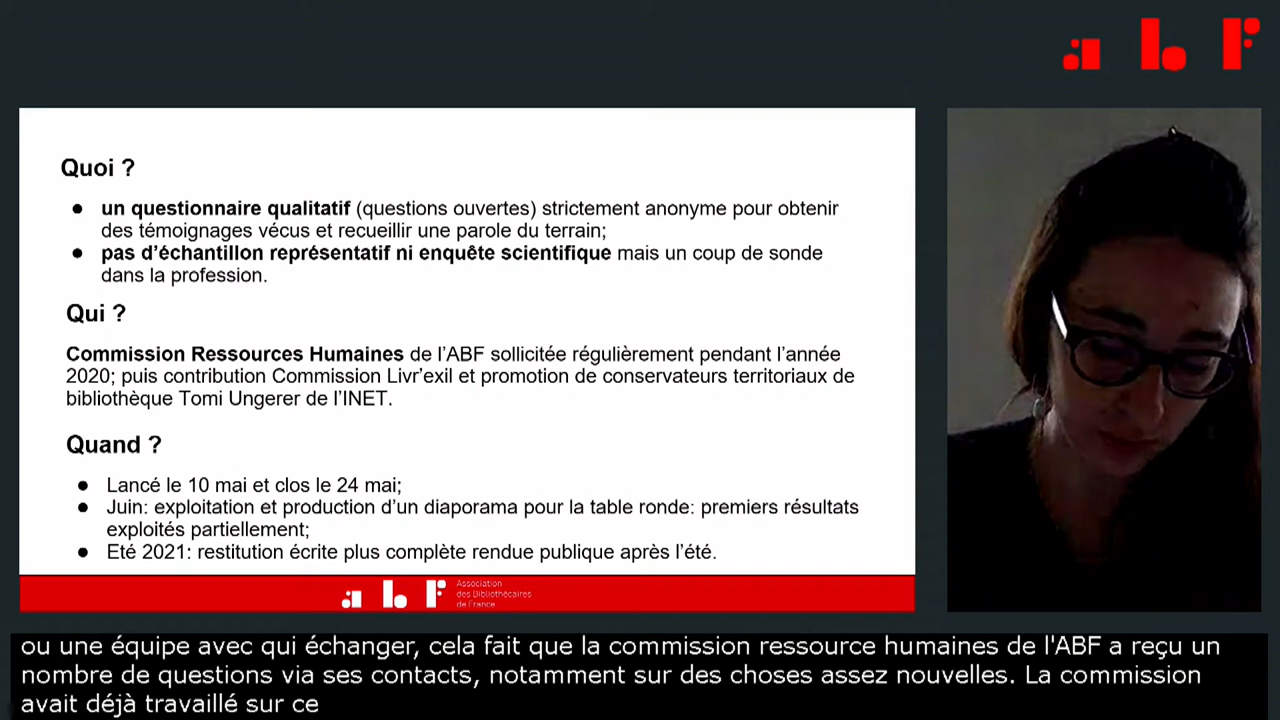 abF
Quoi ?
● un questionnaire qualitatif (questions ouvertes) strictement anonyme pour obtenir
des témoignages vécus et recueillir une parole du terrain;
● pas d’échantillon représentatif ni enquête scientifique mais un coup de sonde
dans la profession.
Qui ?
Commission Ressources Humaines de l’ABF sollicitée régulièrement pendant l’année
2020; puis contribution Commission Livr’exil et promotion de conservateurs territoriaux de
bibliothèque Tomi Ungerer de l’INET.
Quand ?
● Lancé le 10 mai et clos le 24 mai;
● Juin: exploitation et production d’un diaporama pour la table ronde: premiers résultats
exploités partiellement;
● Eté 2021: restitution écrite plus complète rendue publique après l’été.
abF
Association
des Bibliothécaires
de France
ou une équipe avec qui échanger, cela fait que la commission ressource humaines de l'ABF a reçu un
nombre de questions via ses contacts, notamment sur des choses assez nouvelles. La commission
avait déjà travaillé sur ce